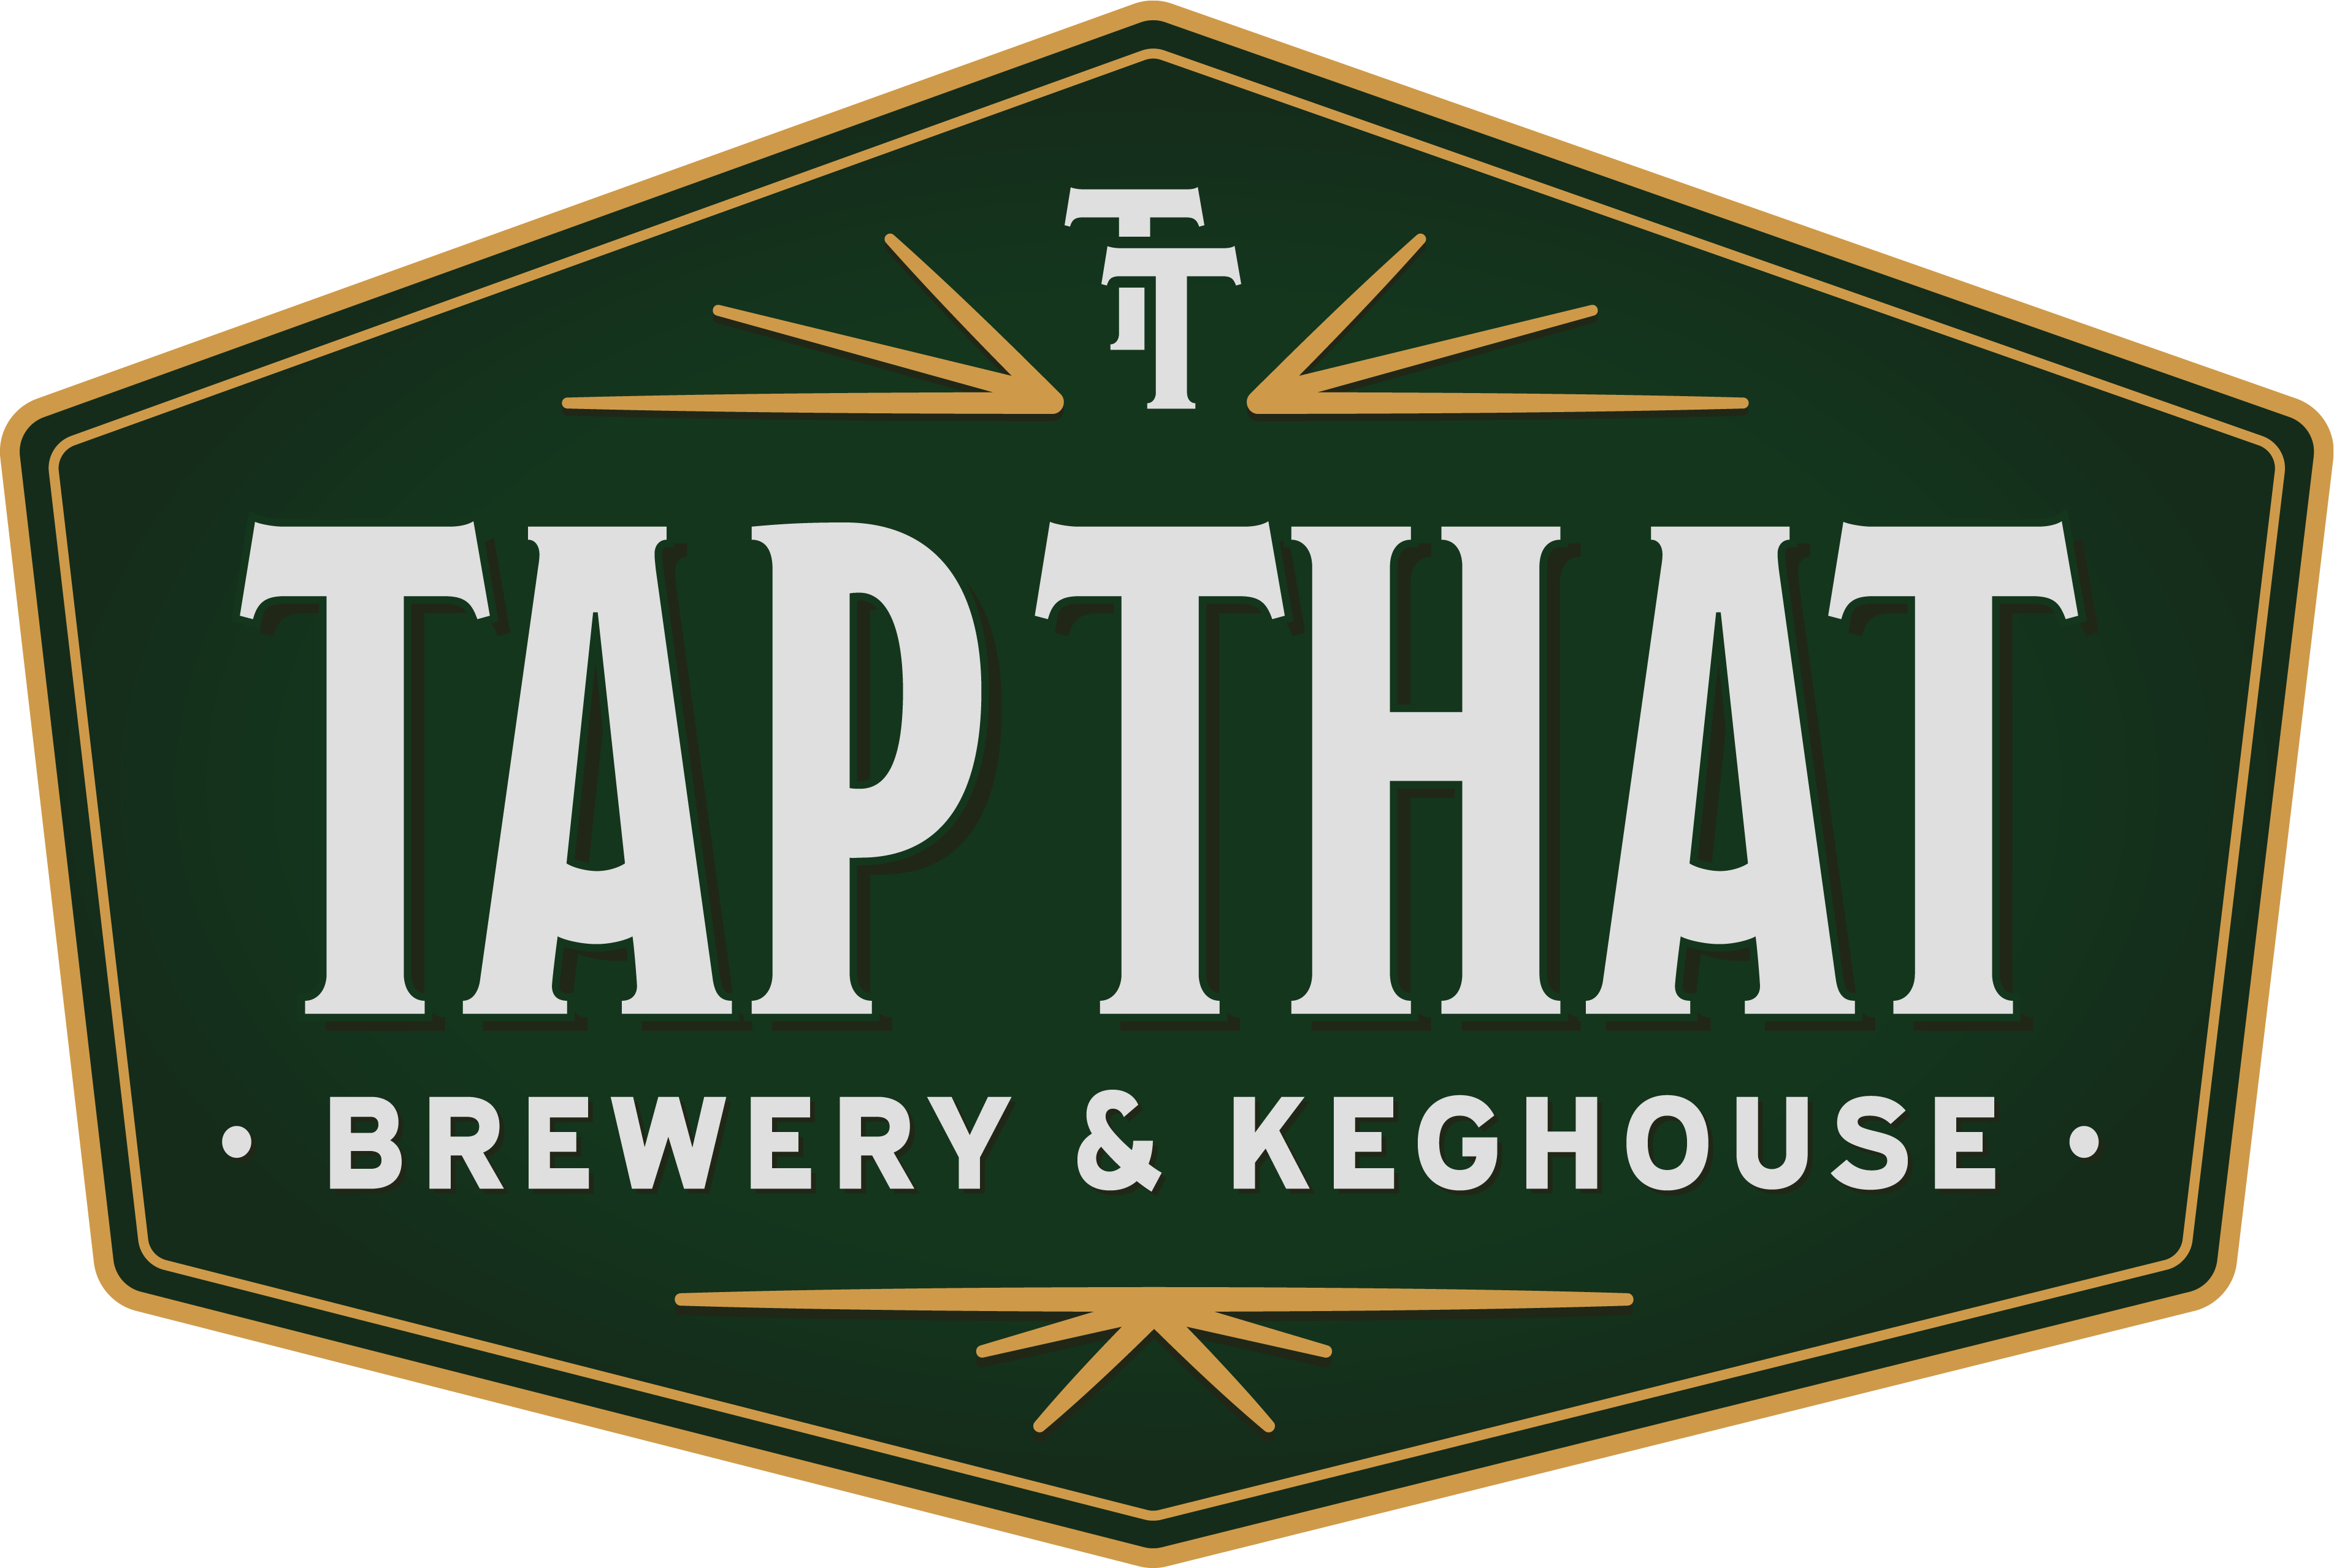 TT
TAP THAT
• BREWERY & KEGHOUSE •